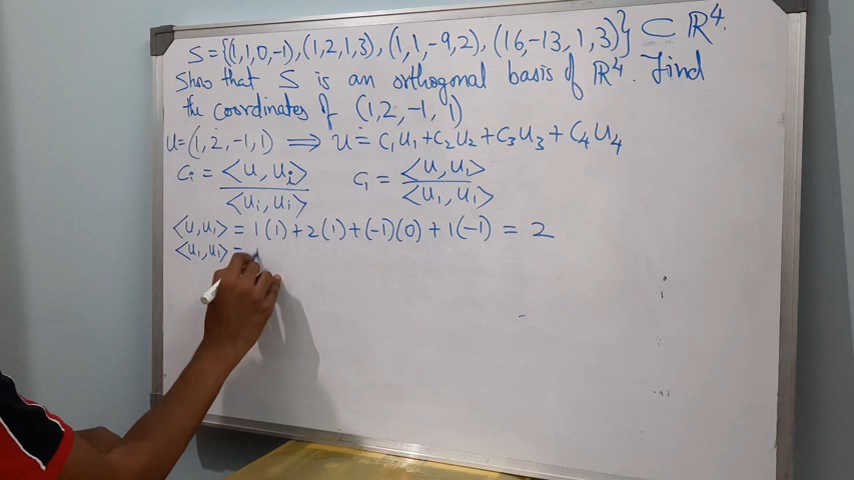 S = {(1,1,0,-1), (1,2,1,3), (1,1,-9,2), (16,-13,1,3)} ⊂ ℝ⁴.
Show that S is an orthogonal basis of ℝ⁴. Find
the coordinates of (1,2,-1,1)
u = (1,2,-1,1) ⟹ u = c₁u₁ + c₂u₂ + c₃u₃ + c₄u₄
cᵢ = <u,uᵢ>/<uᵢ,uᵢ> c₁ = <u,u₁>/<u₁,u₁>
<u,u₁> = 1(1) + 2(1) + (-1)(0) + 1(-1) = 2
<u₁,u₁> =